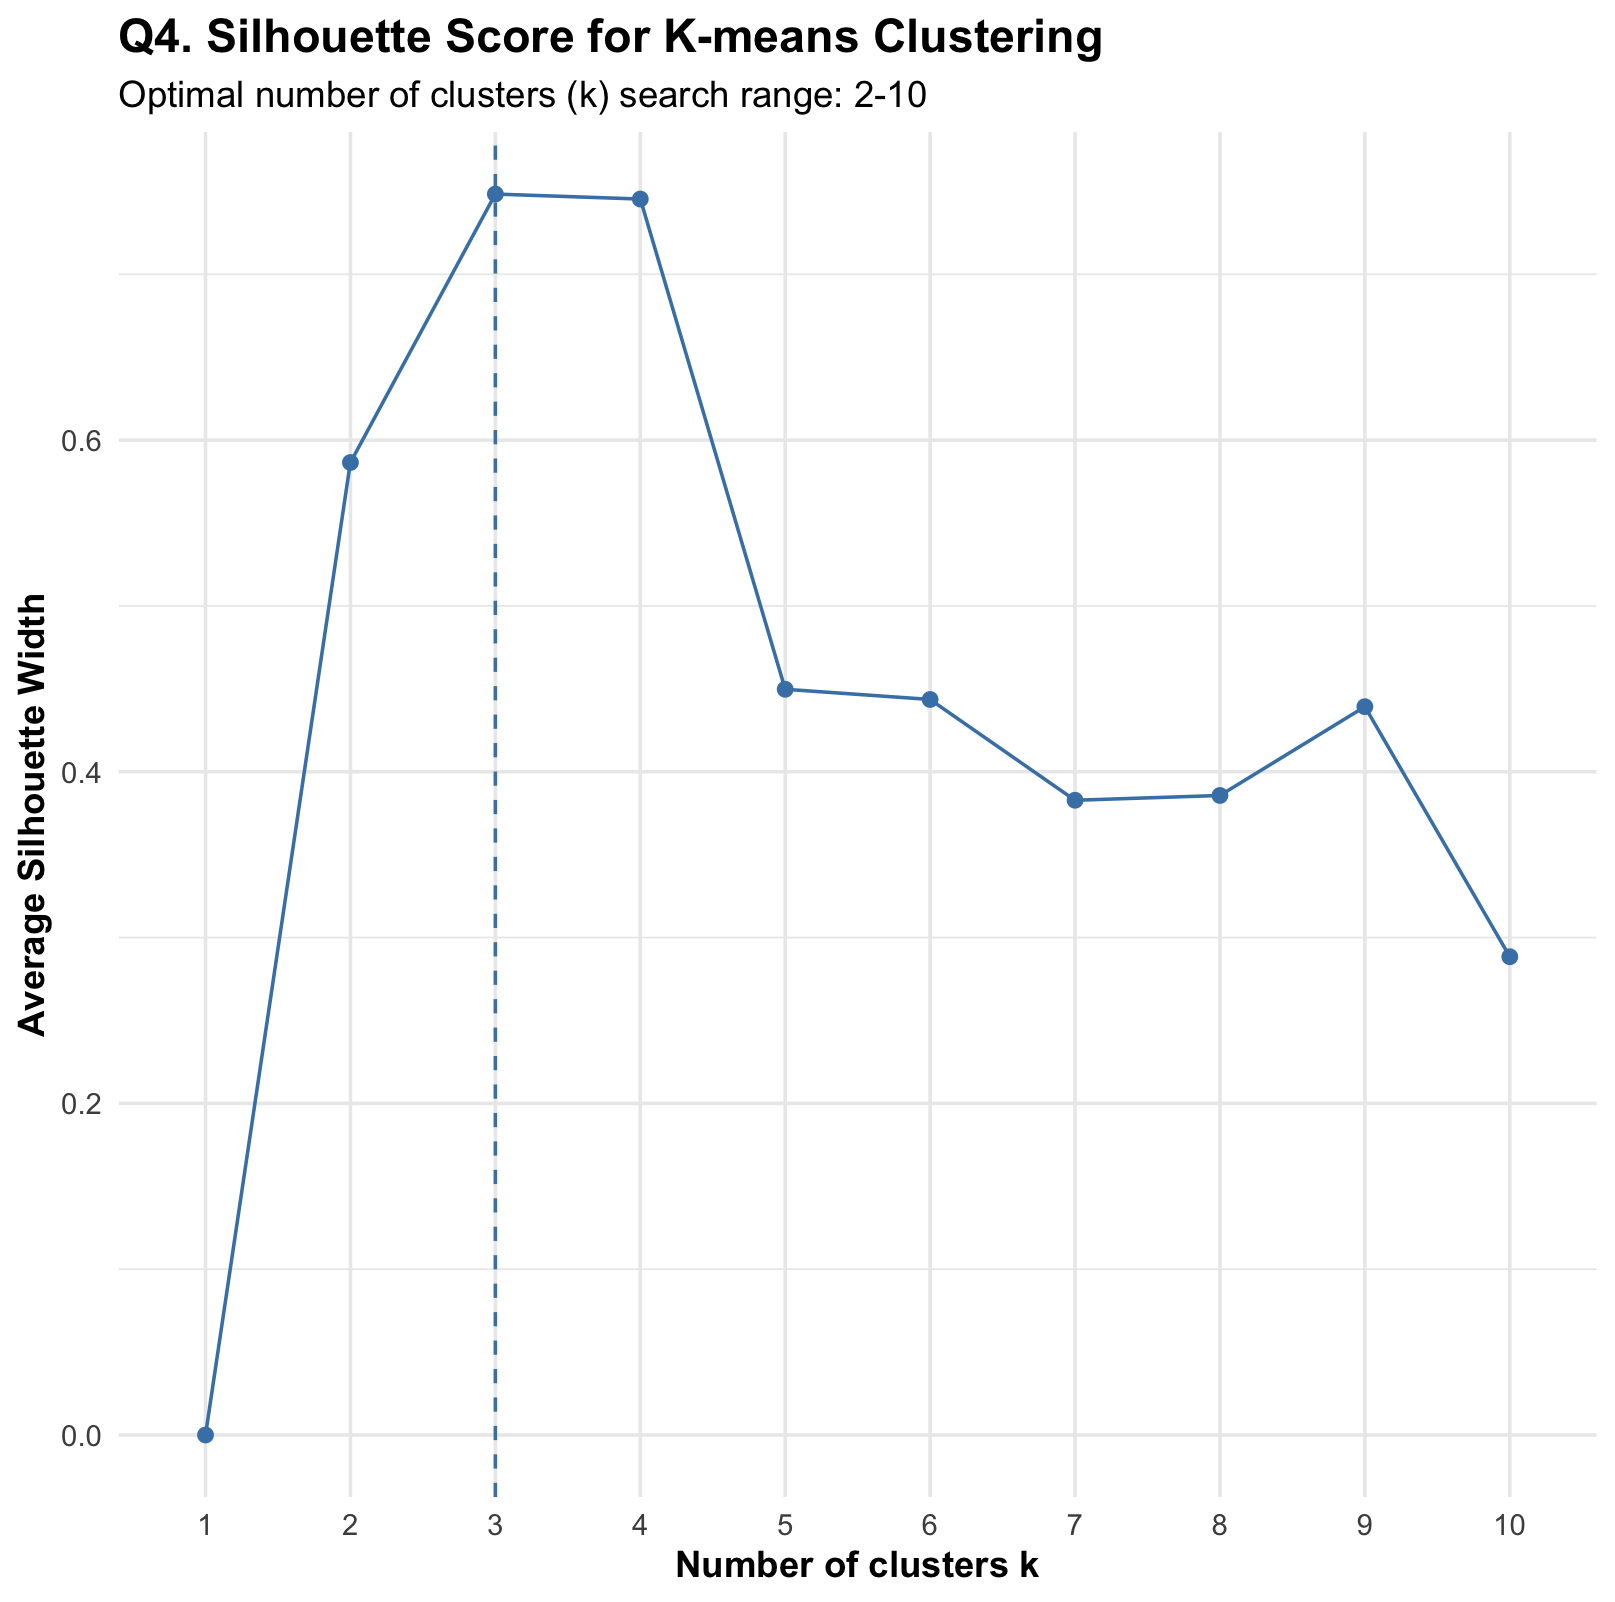 Q4. Silhouette Score for K-means Clustering
Optimal number of clusters (k) search range: 2-10
Average Silhouette Width
0.6
0.4
0.2
0.0
1 2 3 4 5 6 7 8 9 10
Number of clusters k